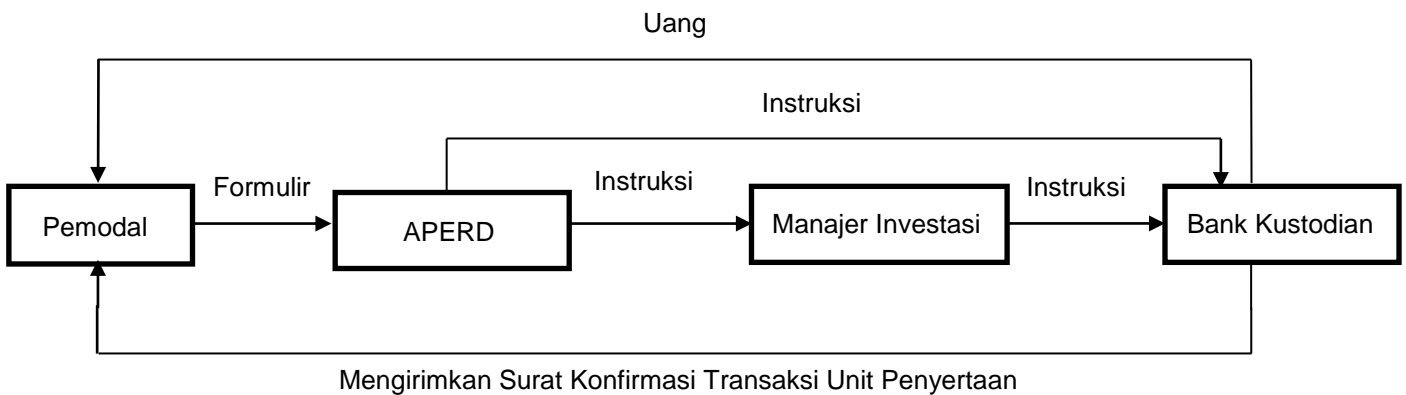 Uang
Instruksi
Formulir
Instruksi
Instruksi
Pemodal
APERD
Manajer Investasi
Bank Kustodian
Mengirimkan Surat Konfirmasi Transaksi Unit Penyertaan